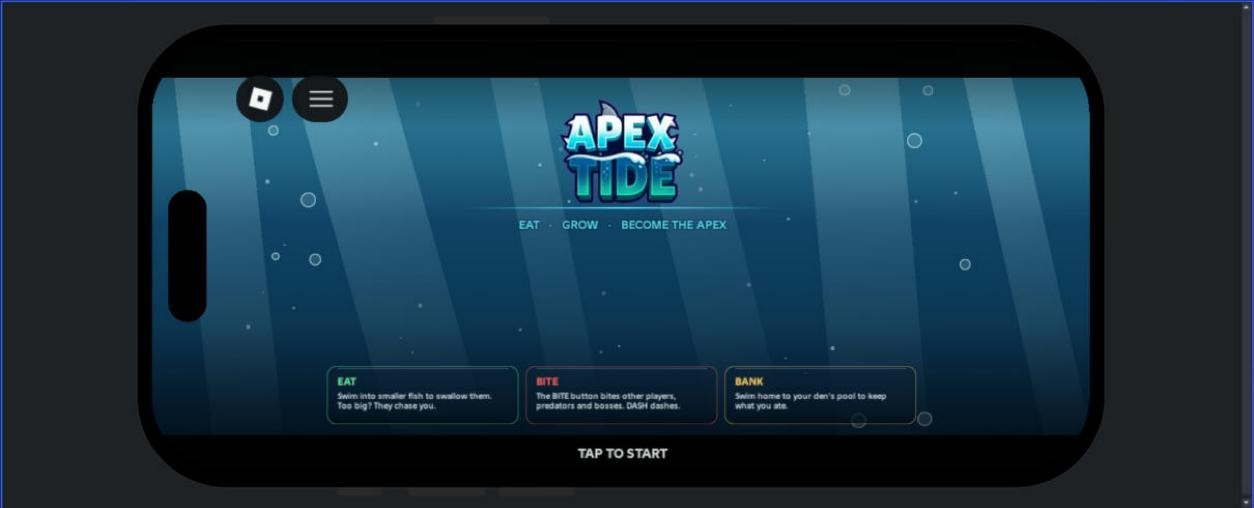 APEX
TIDE
EAT · GROW · BECOME THE APEX
EAT
Swim into smaller fish to swallow them.
Too big? They chase you.
BITE
The BITE button bites other players,
predators and bosses. DASH dashes.
BANK
Swim home to your den's pool to keep
what you ate.
TAP TO START